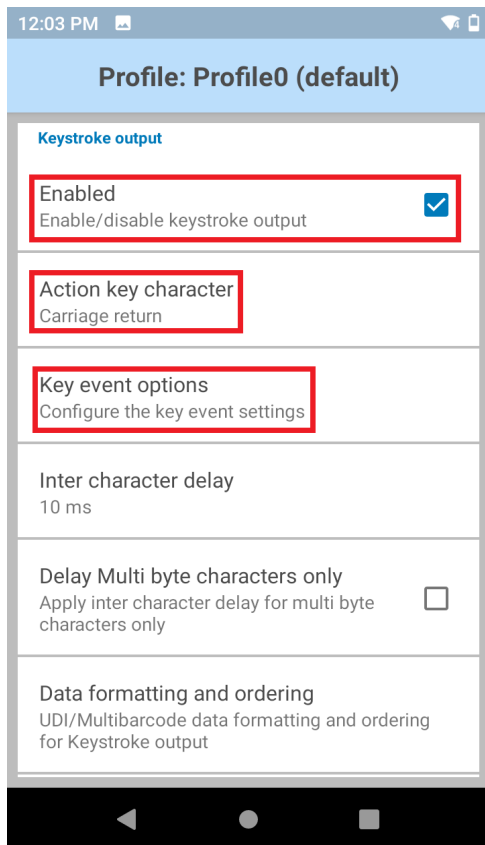 12:03 PM
Profile: Profile0 (default)
Keystroke output
Enabled
Enable/disable keystroke output
Action key character
Carriage return
Key event options
Configure the key event settings
Inter character delay
10 ms
Delay Multi byte characters only
Apply inter character delay for multi byte
characters only
Data formatting and ordering
UDI/Multibarcode data formatting and ordering
for Keystroke output